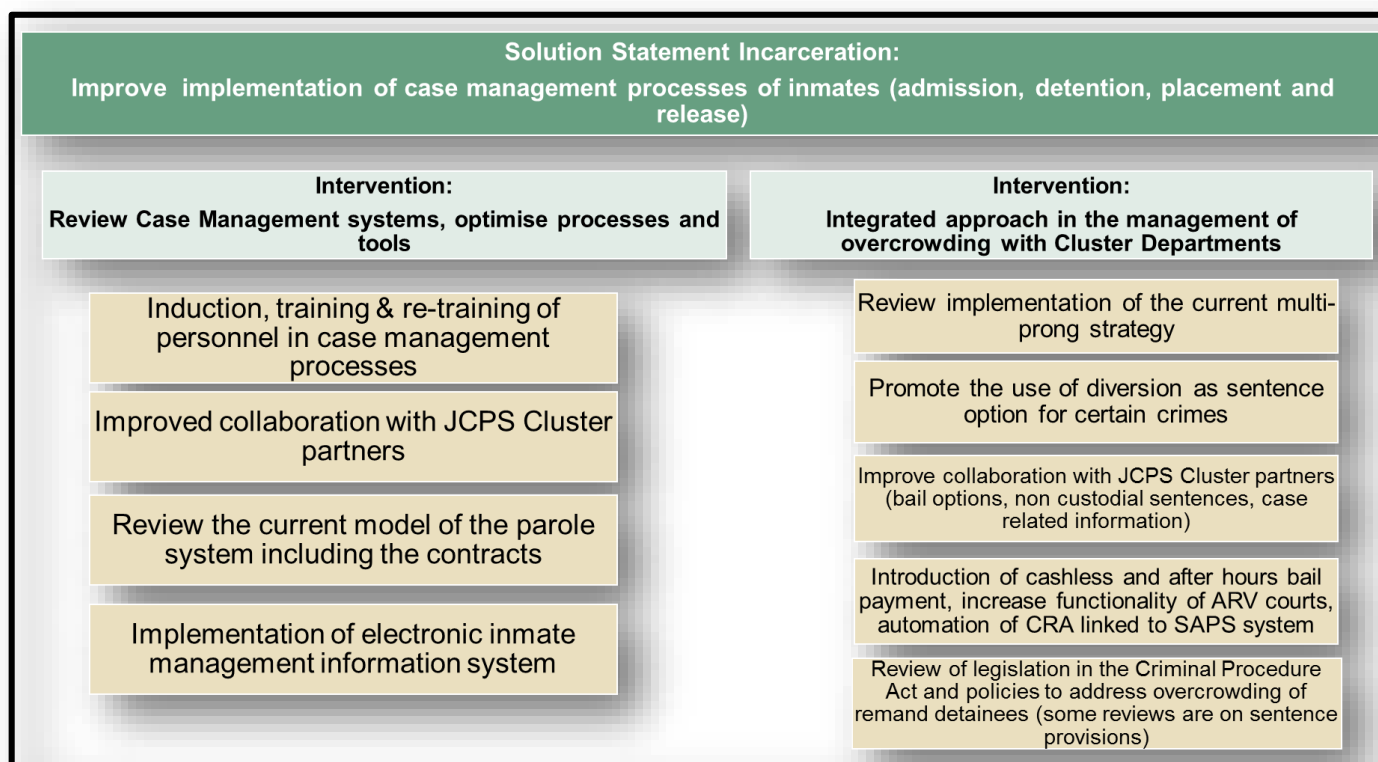 Solution Statement Incarceration:
Improve implementation of case management processes of inmates (admission, detention, placement and
release)
Intervention:
Review Case Management systems, optimise processes and
tools
Induction, training & re-training of
personnel in case management
processes
Improved collaboration with JCPS Cluster
partners
Review the current model of the parole
system including the contracts
Implementation of electronic inmate
management information system
Intervention:
Integrated approach in the management of
overcrowding with Cluster Departments
Review implementation of the current multi-
prong strategy
Promote the use of diversion as sentence
option for certain crimes
Improve collaboration with JCPS Cluster partners
(bail options, non custodial sentences, case
related information)
Introduction of cashless and after hours bail
payment, increase functionality of ARV courts,
automation of CRA linked to SAPS system
Review of legislation in the Criminal Procedure
Act and policies to address overcrowding of
remand detainees (some reviews are on sentence
provisions)